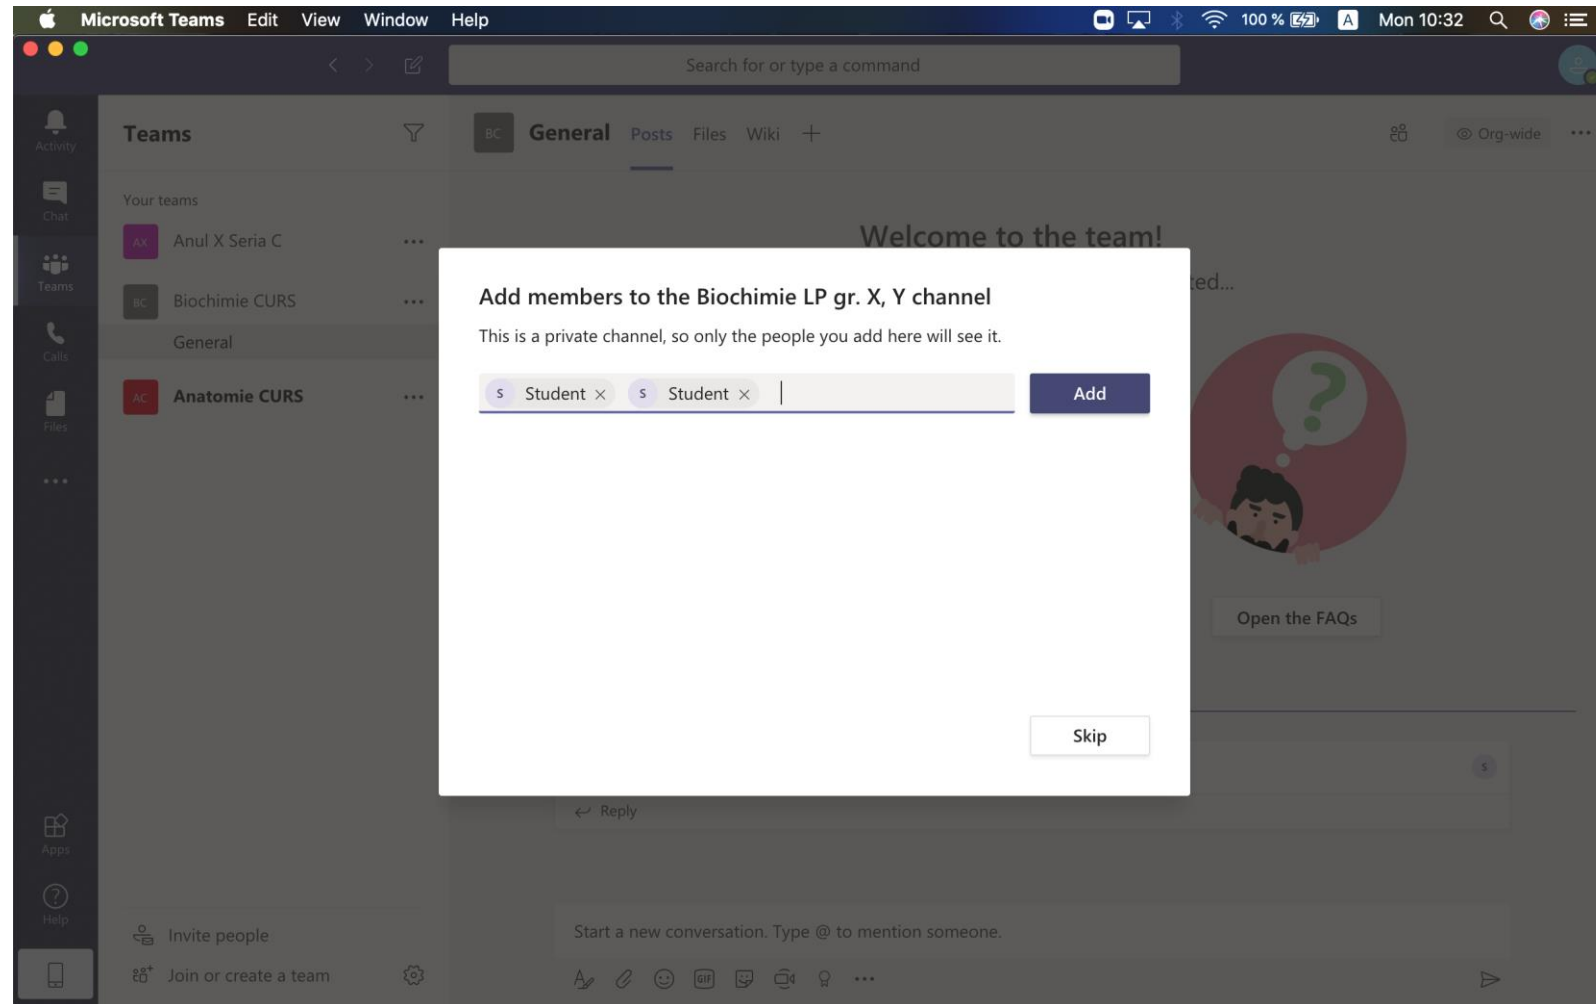 Microsoft Teams Edit View Window Help 100 % A Mon 10:32
Search for or type a command
Activity
Chat
Teams
Calls
Files
Apps
Help
Teams
Your teams
AX Anul X Seria C
BC Biochimie CURS
General
AC Anatomie CURS
Invite people
Join or create a team
BC General Posts Files Wiki Org-wide
Welcome to the team!
ted...
Add members to the Biochimie LP gr. X, Y channel
This is a private channel, so only the people you add here will see it.
S Student S Student Add
Open the FAQs
Skip
S
Reply
Start a new conversation. Type @ to mention someone.
GIF